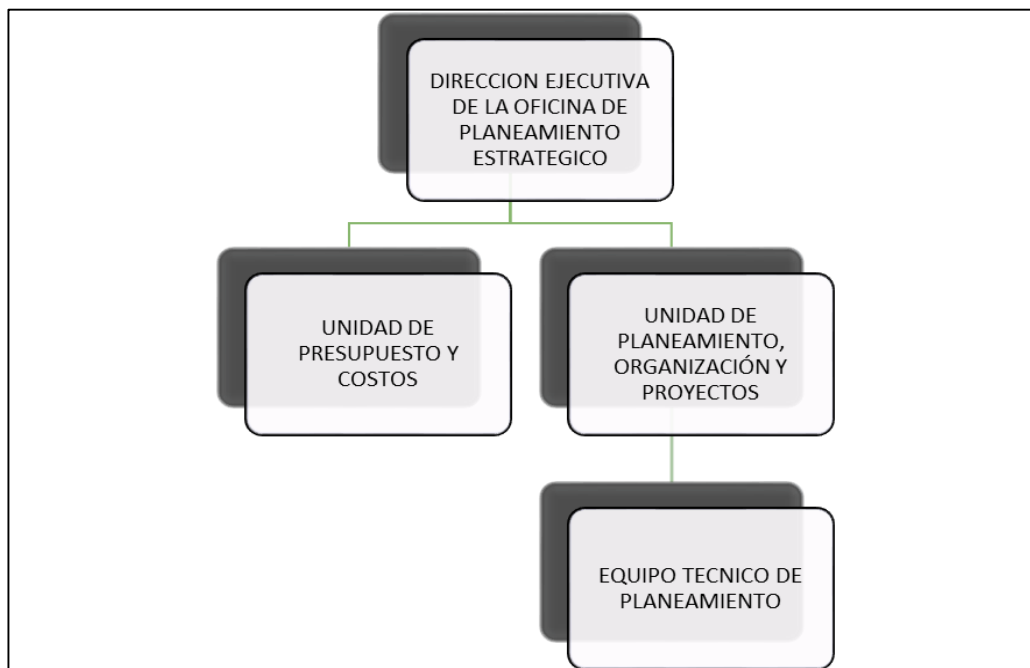 DIRECCION EJECUTIVA
DE LA OFICINA DE
PLANEAMIENTO
ESTRATEGICO
UNIDAD DE
PRESUPUESTO Y
COSTOS
UNIDAD DE
PLANEAMIENTO,
ORGANIZACIÓN Y
PROYECTOS
EQUIPO TECNICO DE
PLANEAMIENTO